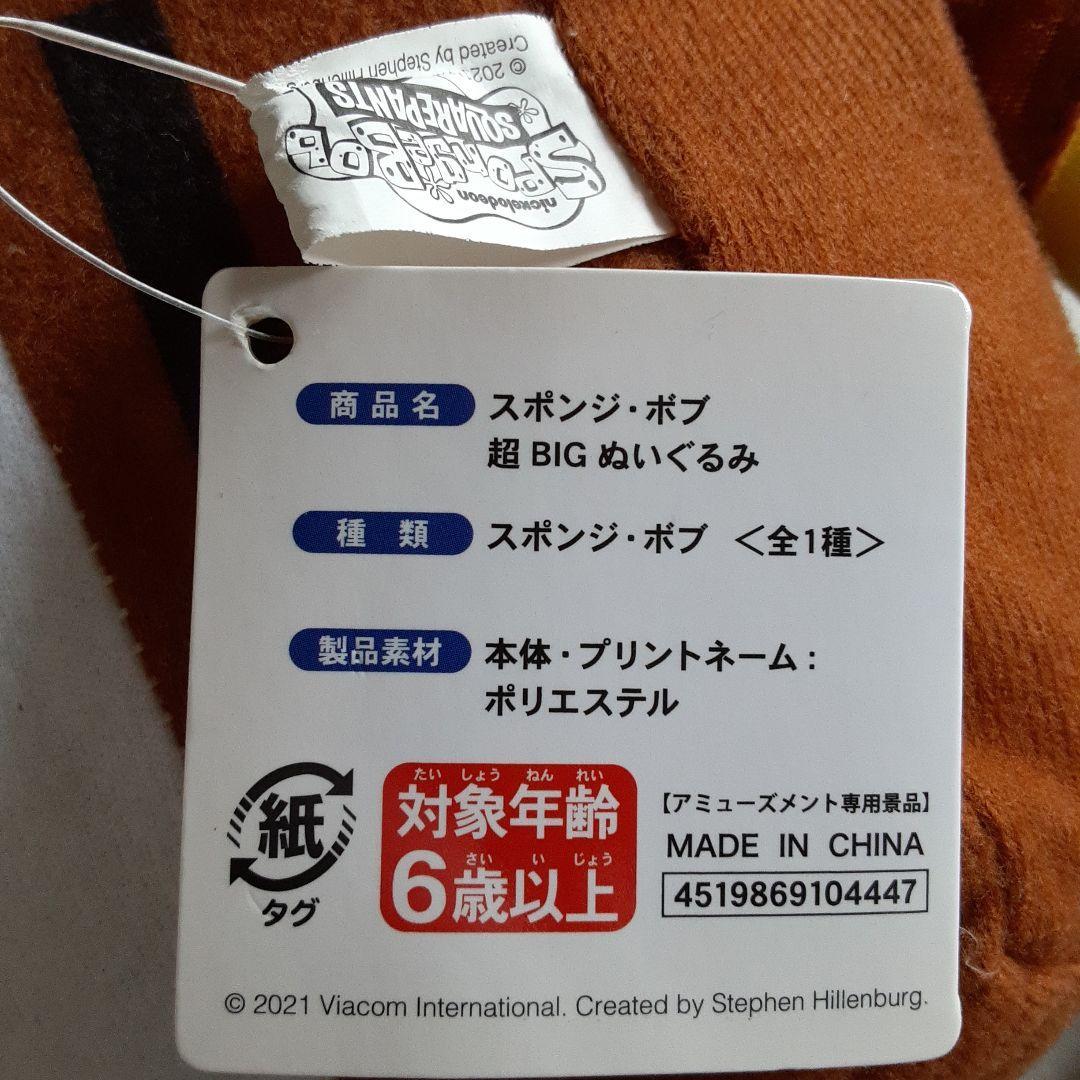 © 202
Created by Stephen Hillenbur
nickelodeon
SPONGEBOB
SQUAREPANTS
商品名 スポンジ・ボブ
超BIGぬいぐるみ
種類 スポンジ・ボブ <全1種>
製品素材 本体・プリントネーム:
ポリエステル
紙
タグ
たいしょうねんれい
対象年齢
さいいじょう
6歳以上
【アミューズメント専用景品】
MADE IN CHINA
4519869104447
© 2021 Viacom International. Created by Stephen Hillenburg.